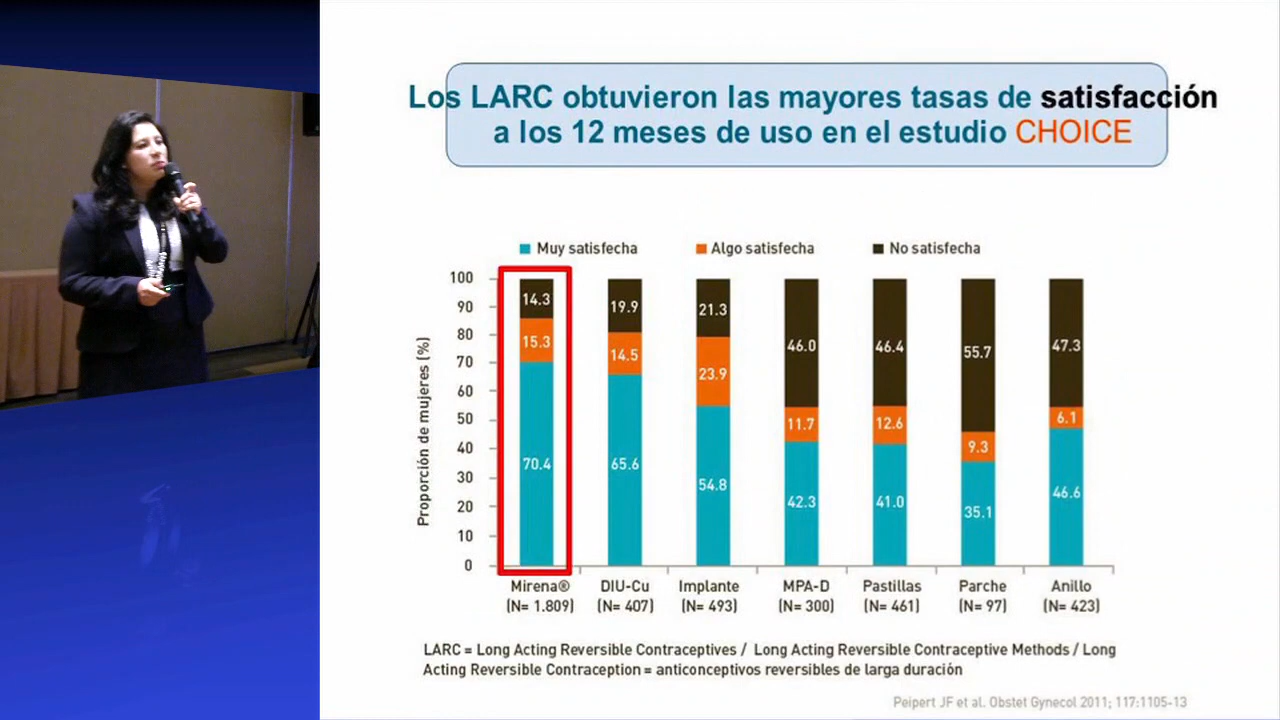 Los LARC obtuvieron las mayores tasas de satisfacción
a los 12 meses de uso en el estudio CHOICE
Muy satisfecha Algo satisfecha No satisfecha
Proporción de mujeres (%)
100
90
80
70
60
50
40
30
20
10
0
14.3 19.9 21.3 46.0 46.4 55.7 47.3
15.3 14.5 23.9 11.7 12.6 9.3 6.1
70.4 65.6 54.8 42.3 41.0 35.1 46.6
Mirena® DIU-Cu Implante MPA-D Pastillas Parche Anillo
(N= 1.809) (N= 407) (N= 493) (N= 300) (N= 461) (N= 97) (N= 423)
LARC = Long Acting Reversible Contraceptives / Long Acting Reversible Contraceptive Methods / Long
Acting Reversible Contraception = anticonceptivos reversibles de larga duración
Peipert JF et al. Obstet Gynecol 2011; 117:1105-13